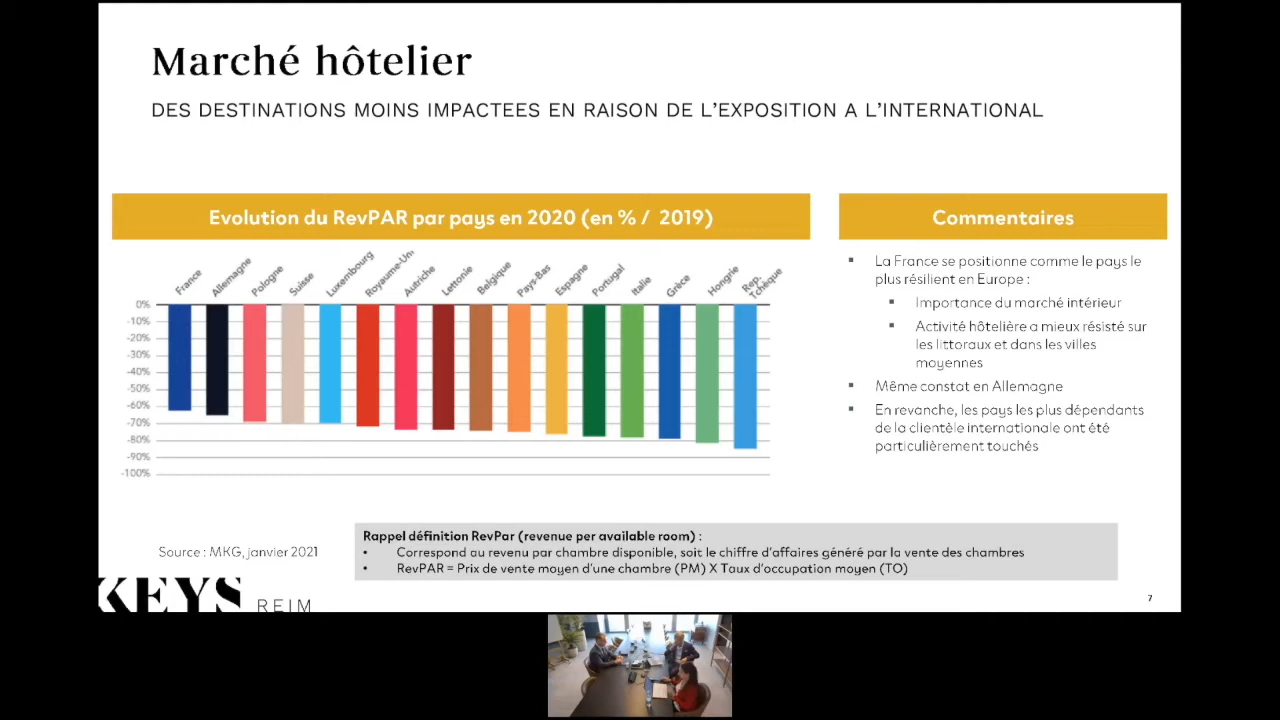 Marché hôtelier
DES DESTINATIONS MOINS IMPACTEES EN RAISON DE L'EXPOSITION A L'INTERNATIONAL
Evolution du RevPAR par pays en 2020 (en % / 2019)
France
Allemagne
Pologne
Suisse
Luxembourg
Royaume-Un
Autriche
Lettonie
Belgique
Pays-Bas
Espagne
Portugal
Italie
Grèce
Hongrie
Rep.
Tchèque
0%
-10%
-20%
-30%
-40%
-50%
-60%
-70%
-80%
-90%
-100%
Commentaires
▪ La France se positionne comme le pays le
plus résilient en Europe :
▪ Importance du marché intérieur
▪ Activité hôtelière a mieux résisté sur
les littoraux et dans les villes
moyennes
▪ Même constat en Allemagne
▪ En revanche, les pays les plus dépendants
de la clientèle internationale ont été
particulièrement touchés
Source : MKG, janvier 2021
Rappel définition RevPar (revenue per available room) :
• Correspond au revenu par chambre disponible, soit le chiffre d'affaires généré par la vente des chambres
• RevPAR = Prix de vente moyen d'une chambre (PM) X Taux d'occupation moyen (TO)
KEYS REIM
7